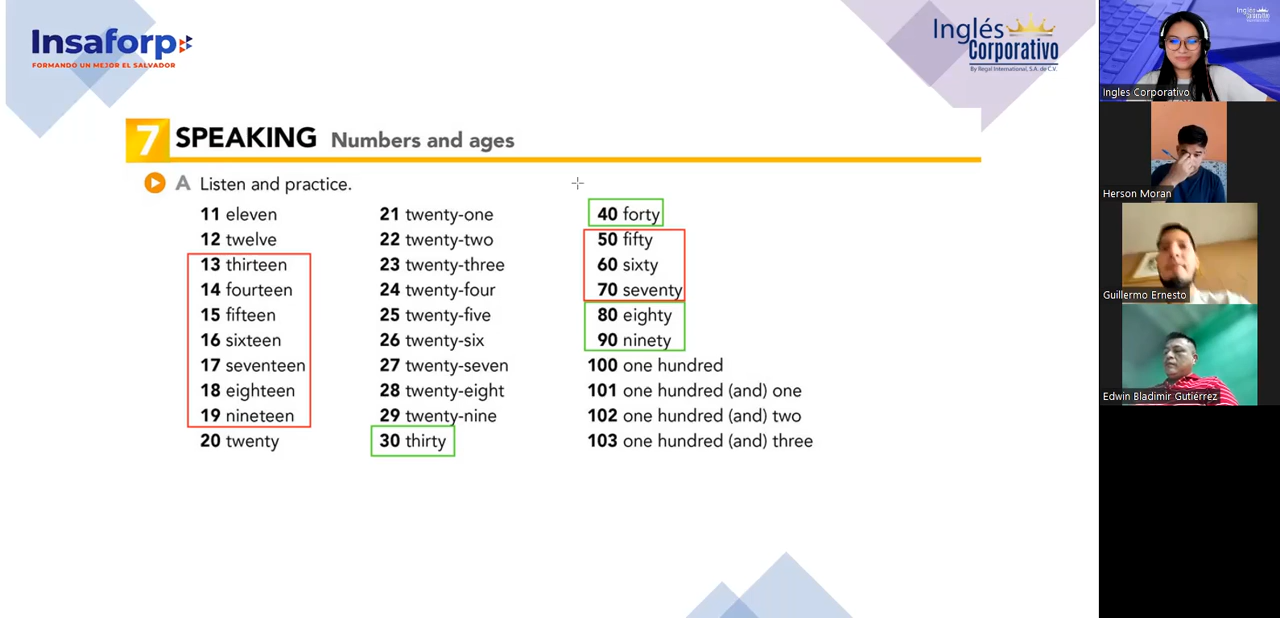 Insaforp
FORMANDO UN MEJOR EL SALVADOR
Inglés
Corporativo
By Regal International, S.A. de C.V.
7 SPEAKING Numbers and ages
A Listen and practice.
11 eleven
12 twelve
13 thirteen
14 fourteen
15 fifteen
16 sixteen
17 seventeen
18 eighteen
19 nineteen
20 twenty
21 twenty-one
22 twenty-two
23 twenty-three
24 twenty-four
25 twenty-five
26 twenty-six
27 twenty-seven
28 twenty-eight
29 twenty-nine
30 thirty
40 forty
50 fifty
60 sixty
70 seventy
80 eighty
90 ninety
100 one hundred
101 one hundred (and) one
102 one hundred (and) two
103 one hundred (and) three
Inglés
Ingles Corporativo
Herson Moran
Guillermo Ernesto
Edwin Bladimir Gutiérrez